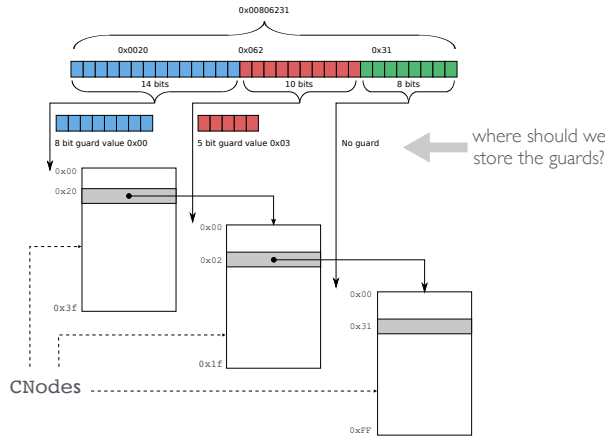 0x00806231
0x0020 0x062 0x31
14 bits 10 bits 8 bits
8 bit guard value 0x00 5 bit guard value 0x03 No guard
where should we
store the guards?
0x00
0x20
0x3f
0x00
0x02
0x1f
0x00
0x31
0xFF
CNodes